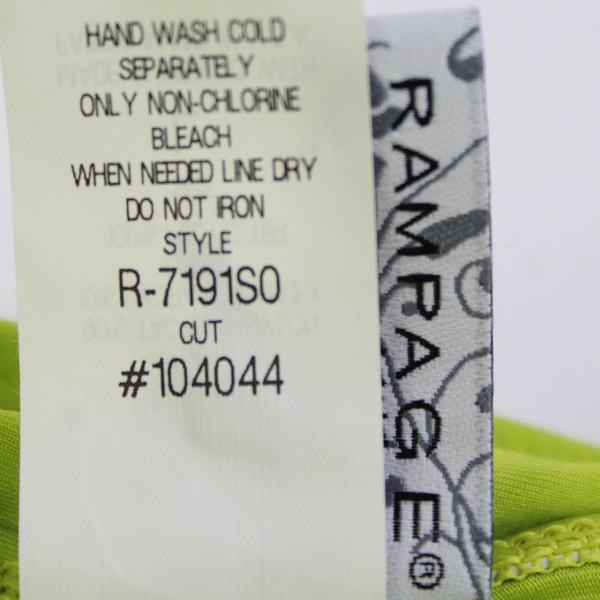 HAND WASH COLD
SEPARATELY
ONLY NON-CHLORINE
BLEACH
WHEN NEEDED LINE DRY
DO NOT IRON
STYLE
R-7191SO
CUT
#104044
RAMPAGE®